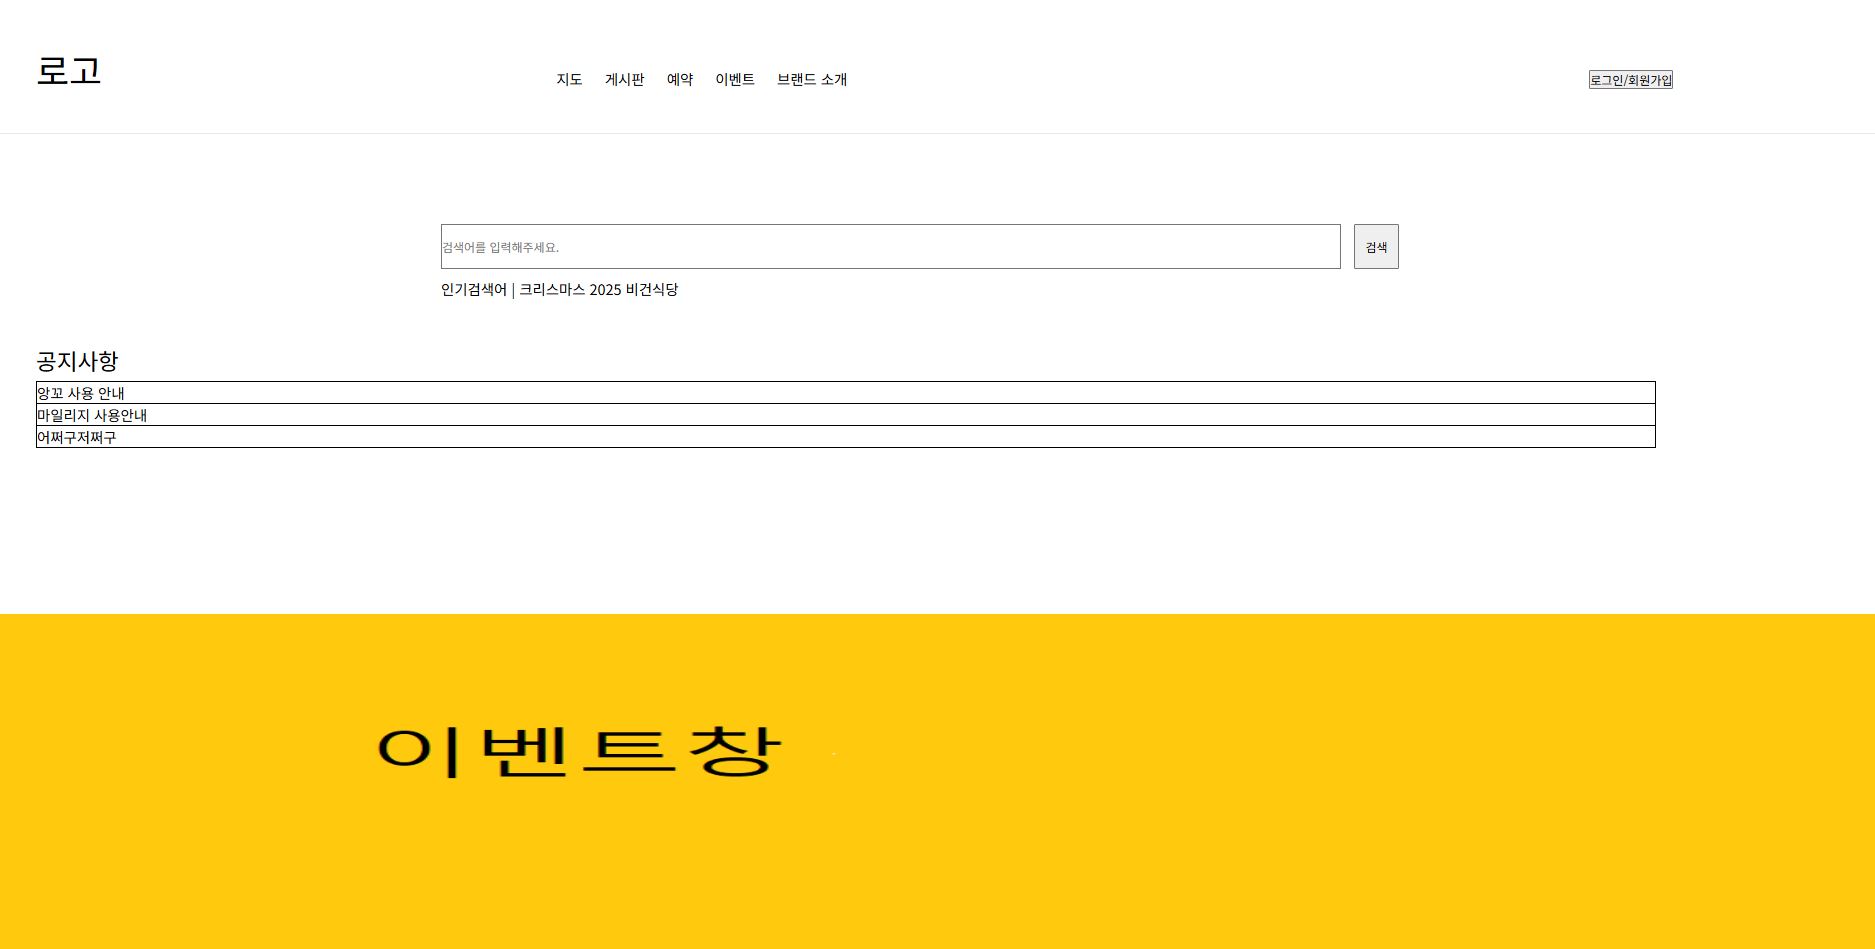 로고
지도 게시판 예약 이벤트 브랜드 소개
로그인/회원가입
검색어를 입력해주세요.
검색
인기검색어 | 크리스마스 2025 비건식당
공지사항
앙꼬 사용 안내
마일리지 사용안내
어쩌구저쩌구
이벤트창